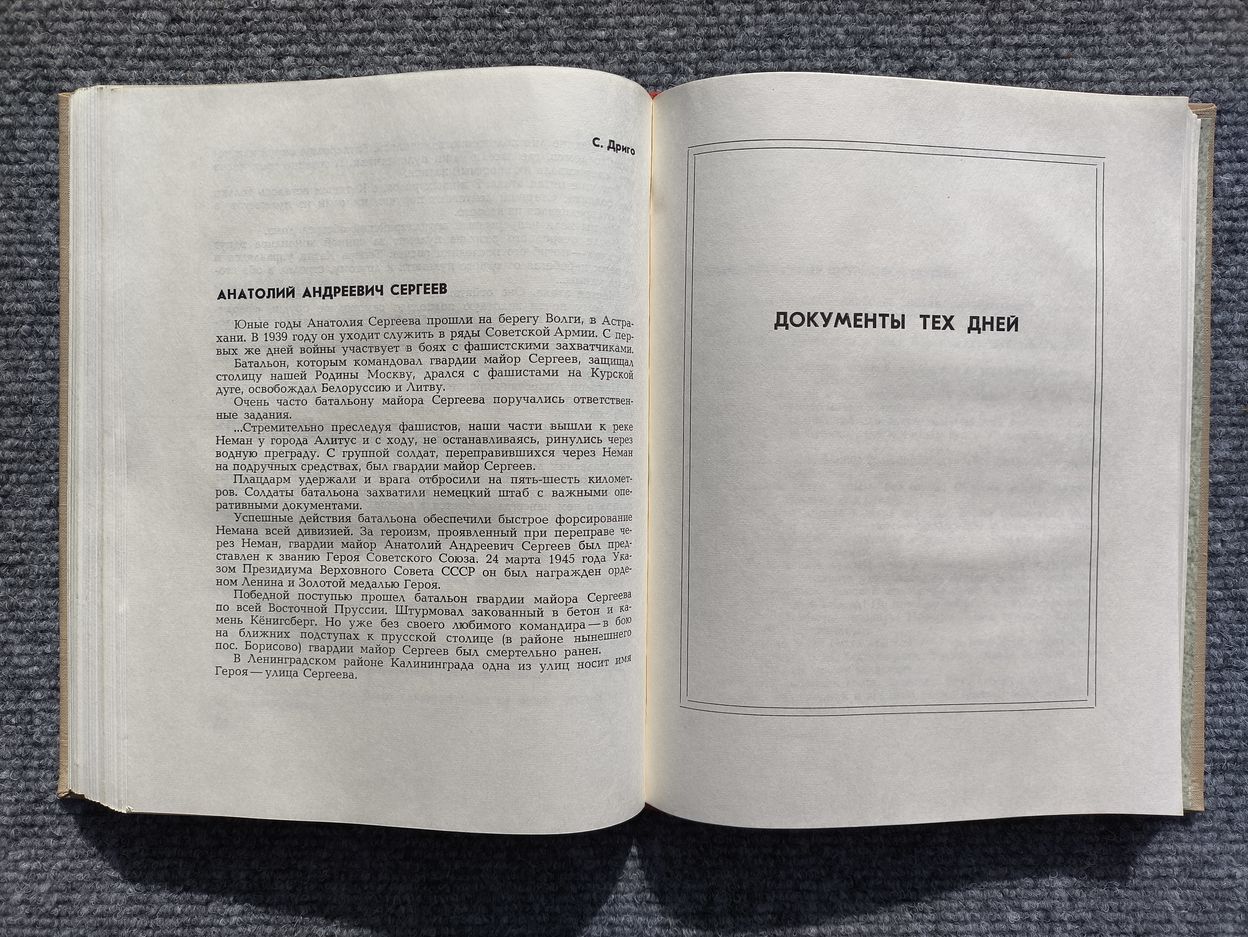 С. Дриго
АНАТОЛИЙ АНДРЕЕВИЧ СЕРГЕЕВ
Юные годы Анатолия Сергеева прошли на берегу Волги, в Астра-
хани. В 1939 году он уходит служить в ряды Советской Армии. С пер-
вых же дней войны участвует в боях с фашистскими захватчиками.
Батальон, которым командовал гвардии майор Сергеев, защищал
столицу нашей Родины Москву, дрался с фашистами на Курской
дуге, освобождал Белоруссию и Литву.
Очень часто батальону майора Сергеева поручались ответствен-
ные задания.
...Стремительно преследуя фашистов, наши части вышли к реке
Неман у города Алитус и с ходу, не останавливаясь, ринулись через
водную преграду. С группой солдат, переправившихся через Неман
на подручных средствах, был гвардии майор Сергеев.
Плацдарм удержали и врага отбросили на пять-шесть километ-
ров. Солдаты батальона захватили немецкий штаб с важными опе-
ративными документами.
Успешные действия батальона обеспечили быстрое форсирование
Немана всей дивизией. За героизм, проявленный при переправе че-
рез Неман, гвардии майор Анатолий Андреевич Сергеев был пред-
ставлен к званию Героя Советского Союза. 24 марта 1945 года Ука-
зом Президиума Верховного Совета СССР он был награжден орде-
ном Ленина и Золотой медалью Героя.
Победной поступью прошел батальон гвардии майора Сергеева
по всей Восточной Пруссии. Штурмовал закованный в бетон и ка-
мень Кёнигсберг. Но уже без своего любимого командира — в бою
на ближних подступах к прусской столице (в районе нынешнего
пос. Борисово) гвардии майор Сергеев был смертельно ранен.
В Ленинградском районе Калининграда одна из улиц носит имя
Героя — улица Сергеева.
ДОКУМЕНТЫ ТЕХ ДНЕЙ